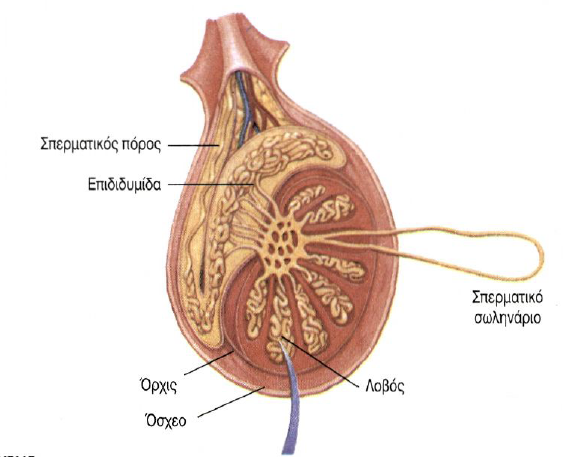 Σπερματικός πόρος
Επιδιδυμίδα
Σπερματικό
σωληνάριο
Όρχις
Λοβός
Όσχεο